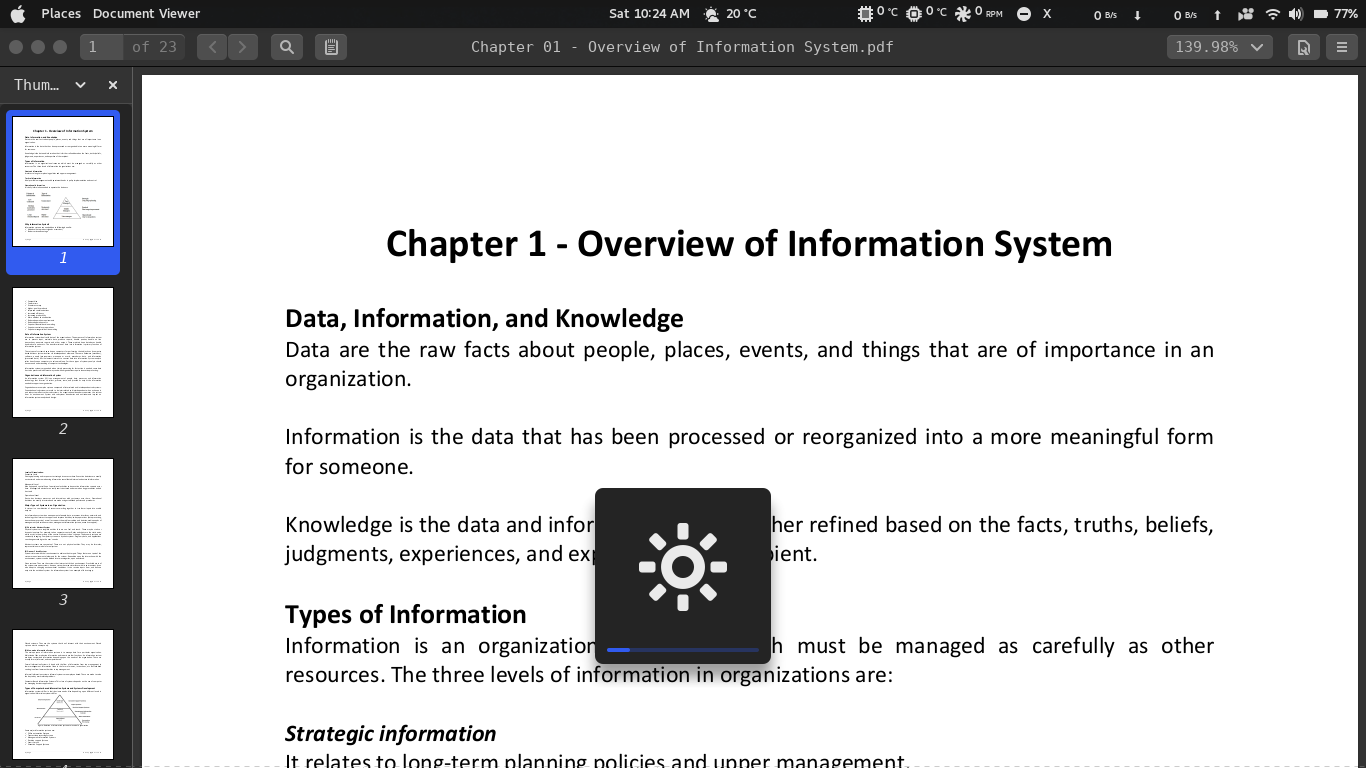 Places Document Viewer Sat 10:24 AM 20 °C 0 °C 0 °C 0 RPM X 0 B/s ↓ 0 B/s ↑ 77%
1 of 23 Chapter 01 - Overview of Information System.pdf 139.98%
Thum…
1
2
3
Chapter 1 - Overview of Information System
Data, Information, and Knowledge
Data are the raw facts about people, places, events, and things that are of importance in an
organization.
Information is the data that has been processed or reorganized into a more meaningful form
for someone.
Knowledge is the data and infor her refined based on the facts, truths, beliefs,
judgments, experiences, and exp pient.
Types of Information
Information is an organization h must be managed as carefully as other
resources. The three levels of information in organizations are:
Strategic information
It relates to long-term planning policies and upper management.